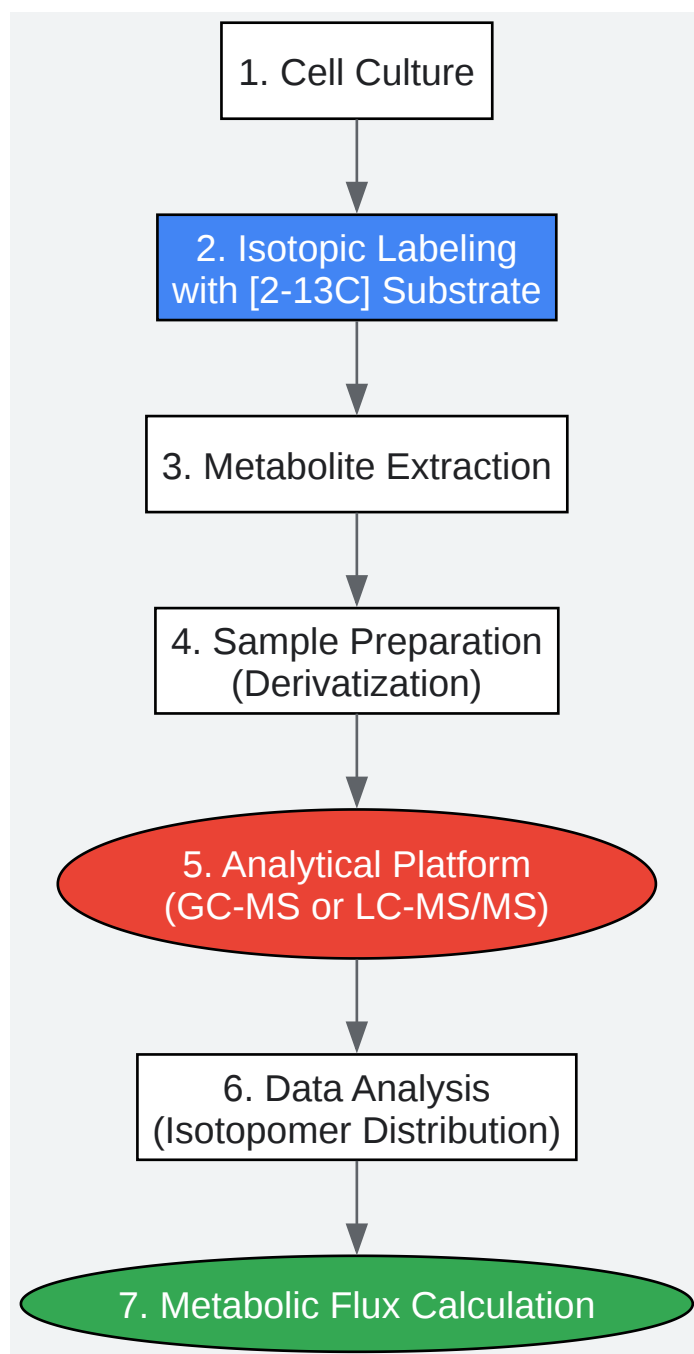 1. Cell Culture
2. Isotopic Labeling
with [2-13C] Substrate
3. Metabolite Extraction
4. Sample Preparation
(Derivatization)
5. Analytical Platform
(GC-MS or LC-MS/MS)
6. Data Analysis
(Isotopomer Distribution)
7. Metabolic Flux Calculation